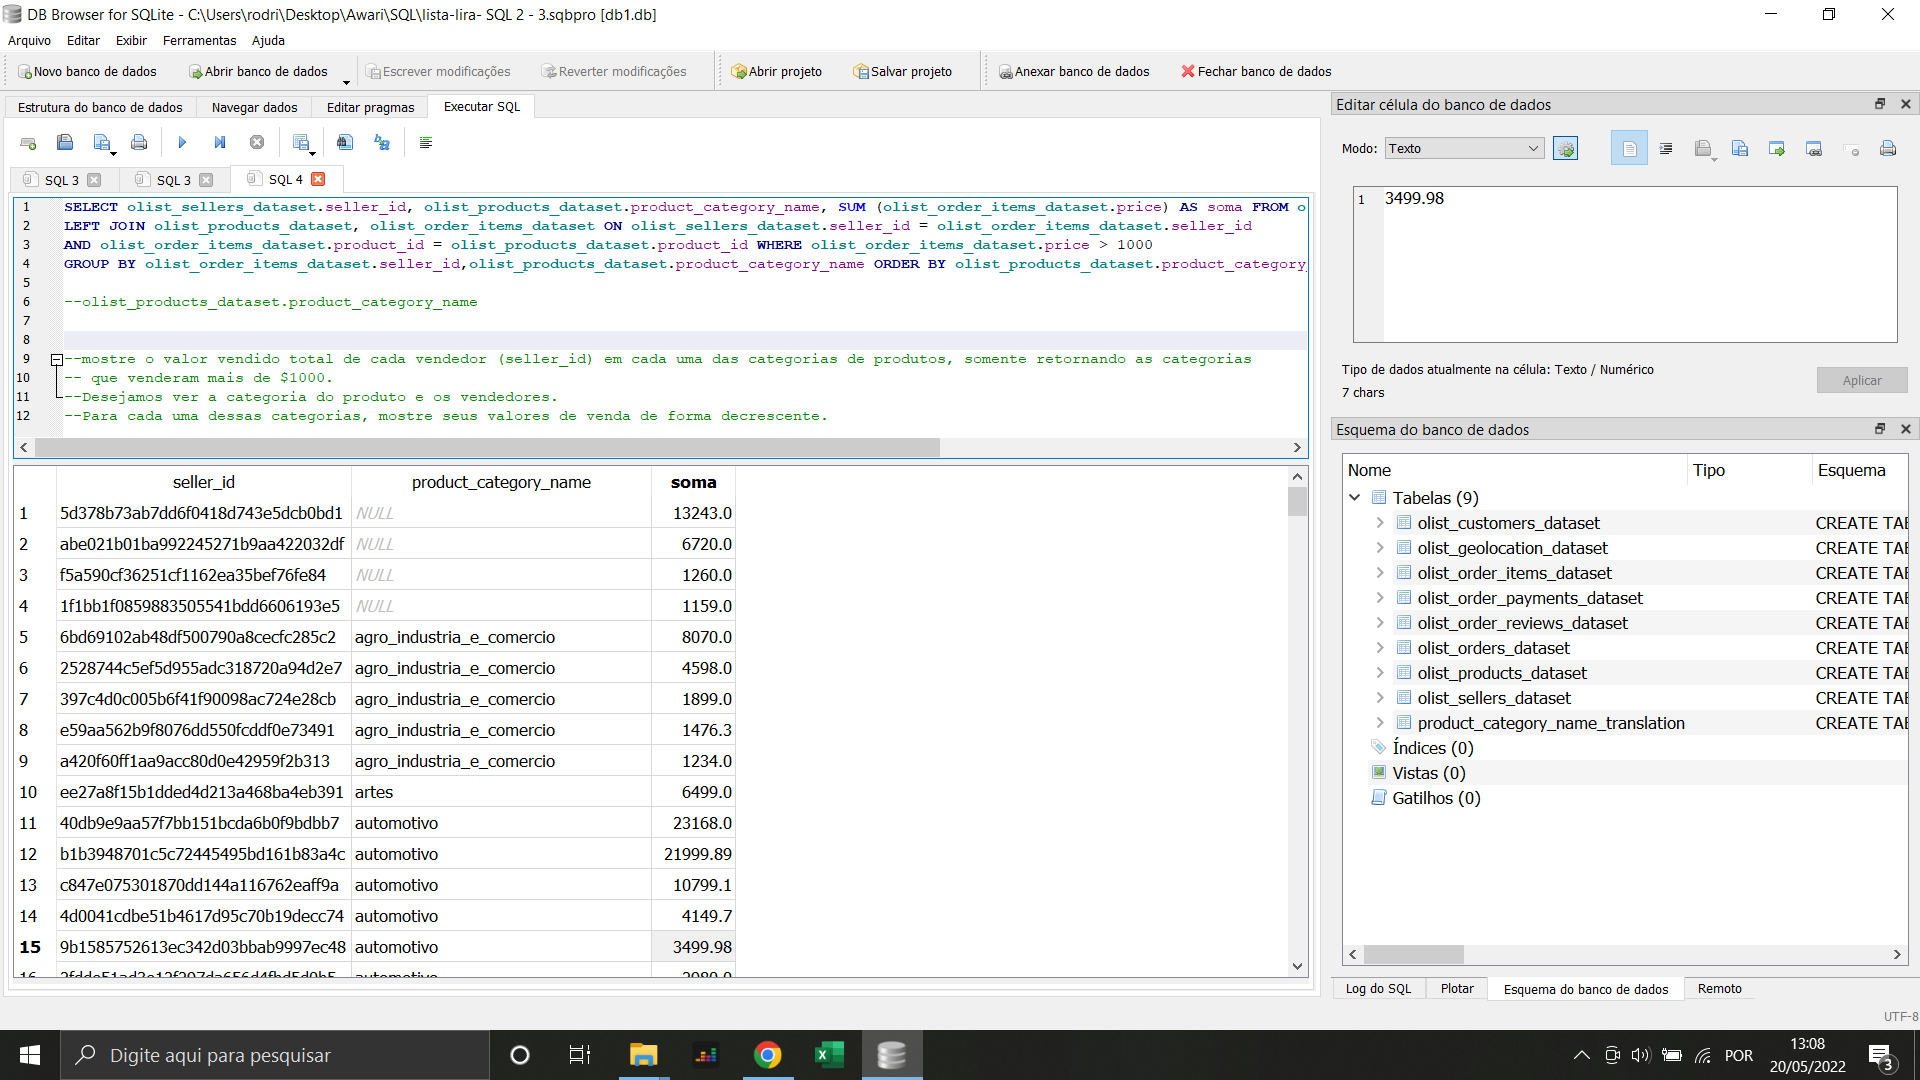 DB Browser for SQLite - C:\Users\rodri\Desktop\Awari\SQL\lista-lira- SQL 2 - 3.sqbpro [db1.db]
Arquivo Editar Exibir Ferramentas Ajuda
Novo banco de dados Abrir banco de dados Escrever modificações Reverter modificações Abrir projeto Salvar projeto Anexar banco de dados Fechar banco de dados
Estrutura do banco de dados Navegar dados Editar pragmas Executar SQL
SQL 3 SQL 3 SQL 4
1 SELECT olist_sellers_dataset.seller_id, olist_products_dataset.product_category_name, SUM (olist_order_items_dataset.price) AS soma FROM o
2 LEFT JOIN olist_products_dataset, olist_order_items_dataset ON olist_sellers_dataset.seller_id = olist_order_items_dataset.seller_id
3 AND olist_order_items_dataset.product_id = olist_products_dataset.product_id WHERE olist_order_items_dataset.price > 1000
4 GROUP BY olist_order_items_dataset.seller_id,olist_products_dataset.product_category_name ORDER BY olist_products_dataset.product_category_
5
6 --olist_products_dataset.product_category_name
7
8
9 --mostre o valor vendido total de cada vendedor (seller_id) em cada uma das categorias de produtos, somente retornando as categorias
10 -- que venderam mais de $1000.
11 --Desejamos ver a categoria do produto e os vendedores.
12 --Para cada uma dessas categorias, mostre seus valores de venda de forma decrescente.
seller_id product_category_name soma
1 5d378b73ab7dd6f0418d743e5dcb0bd1 NULL 13243.0
2 abe021b01ba992245271b9aa422032df NULL 6720.0
3 f5a590cf36251cf1162ea35bef76fe84 NULL 1260.0
4 1f1bb1f0859883505541bdd6606193e5 NULL 1159.0
5 6bd69102ab48df500790a8cecfc285c2 agro_industria_e_comercio 8070.0
6 2528744c5ef5d955adc318720a94d2e7 agro_industria_e_comercio 4598.0
7 397c4d0c005b6f41f90098ac724e28cb agro_industria_e_comercio 1899.0
8 e59aa562b9f8076dd550fcddf0e73491 agro_industria_e_comercio 1476.3
9 a420f60ff1aa9acc80d0e42959f2b313 agro_industria_e_comercio 1234.0
10 ee27a8f15b1dded4d213a468ba4eb391 artes 6499.0
11 40db9e9aa57f7bb151bcda6b0f9bdbb7 automotivo 23168.0
12 b1b3948701c5c72445495bd161b83a4c automotivo 21999.89
13 c847e075301870dd144a116762eaff9a automotivo 10799.1
14 4d0041cdbe51b4617d95c70b19decc74 automotivo 4149.7
15 9b1585752613ec342d03bbab9997ec48 automotivo 3499.98
Editar célula do banco de dados
Modo: Texto
1 3499.98
Tipo de dados atualmente na célula: Texto / Numérico
7 chars
Aplicar
Esquema do banco de dados
Nome Tipo Esquema
Tabelas (9)
olist_customers_dataset CREATE TAB
olist_geolocation_dataset CREATE TAB
olist_order_items_dataset CREATE TAB
olist_order_payments_dataset CREATE TAB
olist_order_reviews_dataset CREATE TAB
olist_orders_dataset CREATE TAB
olist_products_dataset CREATE TAB
olist_sellers_dataset CREATE TAB
product_category_name_translation CREATE TAB
Índices (0)
Vistas (0)
Gatilhos (0)
Log do SQL Plotar Esquema do banco de dados Remoto
UTF-8
Digite aqui para pesquisar
POR
13:08
20/05/2022
3